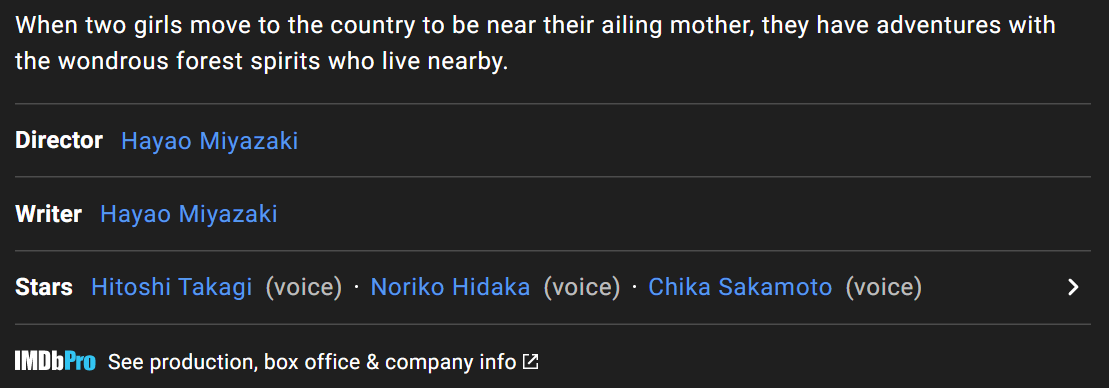 When two girls move to the country to be near their ailing mother, they have adventures with
the wondrous forest spirits who live nearby.
Director Hayao Miyazaki
Writer Hayao Miyazaki
Stars Hitoshi Takagi (voice) · Noriko Hidaka (voice) · Chika Sakamoto (voice)
IMDbPro See production, box office & company info